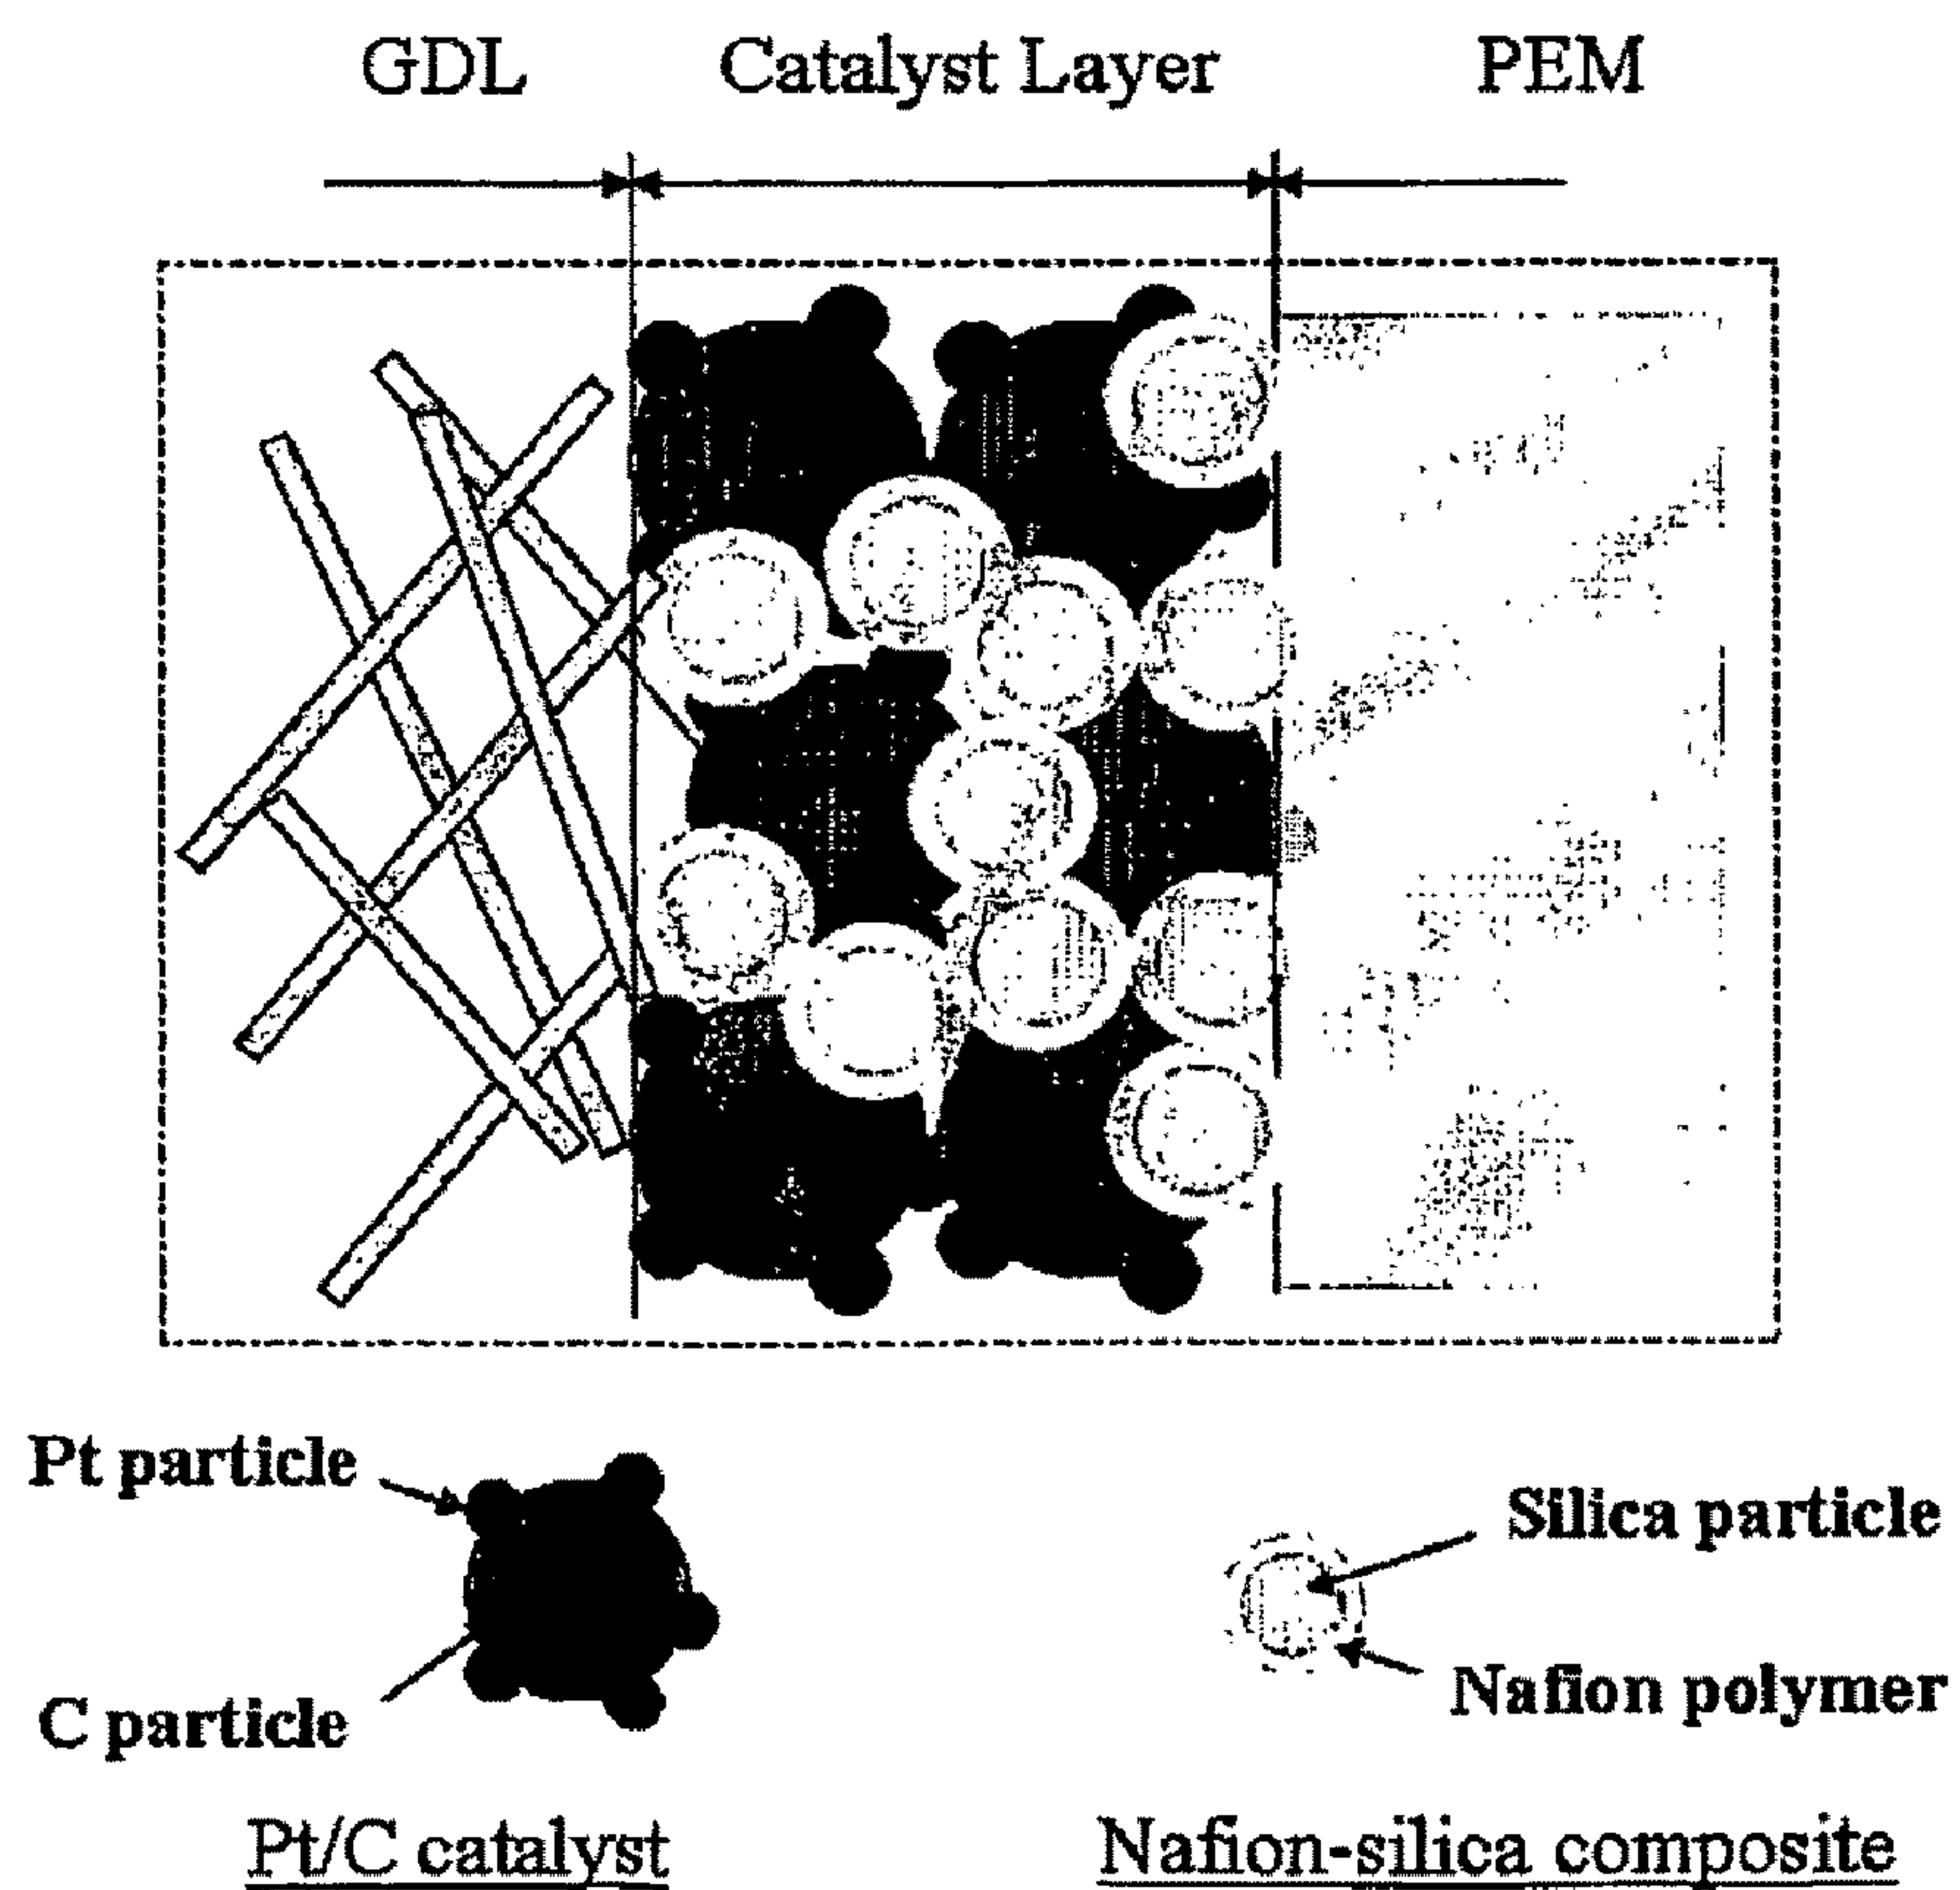 GDL Catalyst Layer PEM
Pt particle
Silica particle
Nafion polymer
C particle
Pt/C catalyst Nafion-silica composite